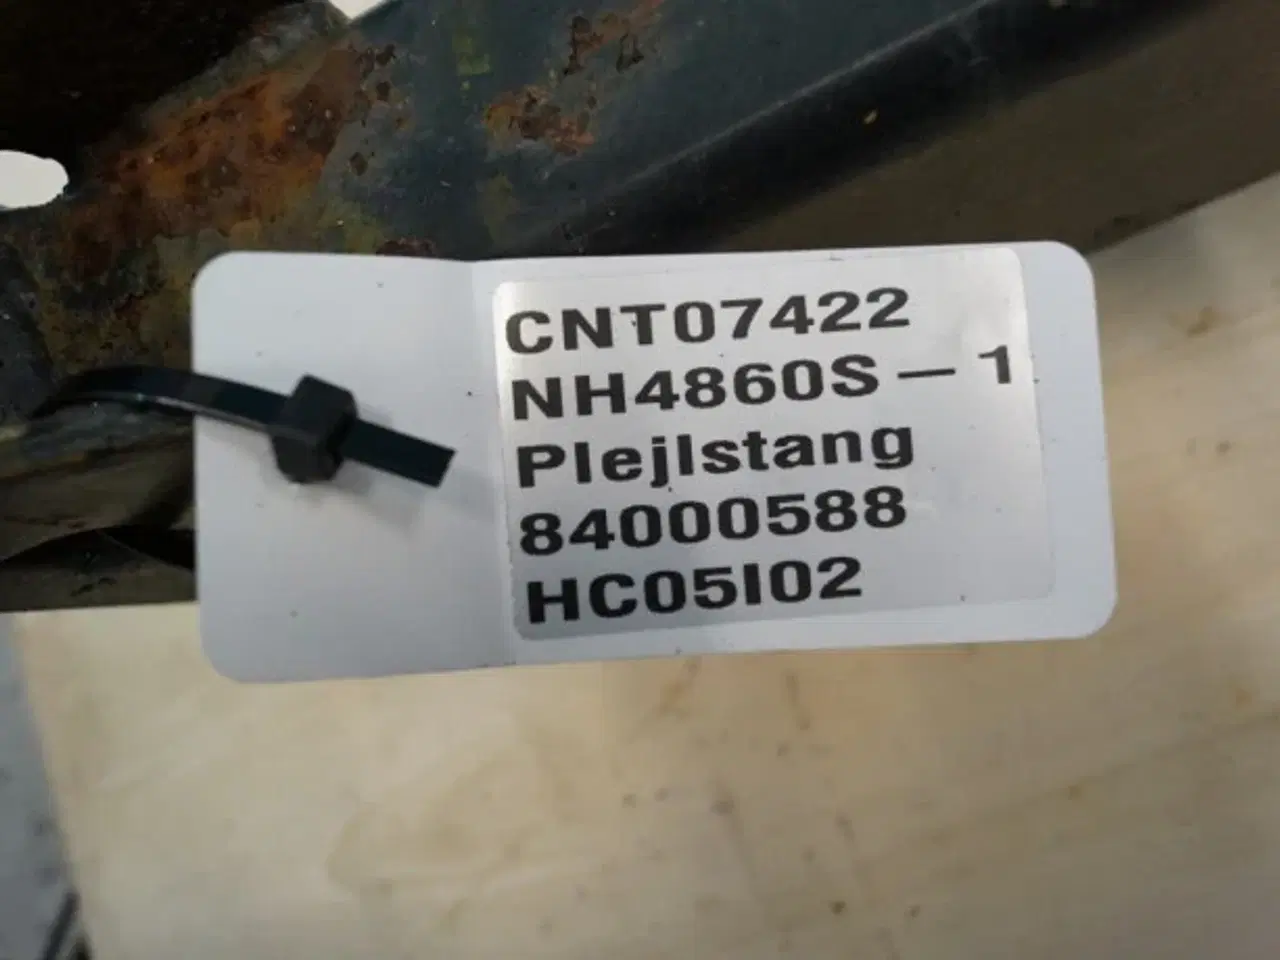 CNT07422
NH4860S – 1
Plejlstang
84000588
HC05I02